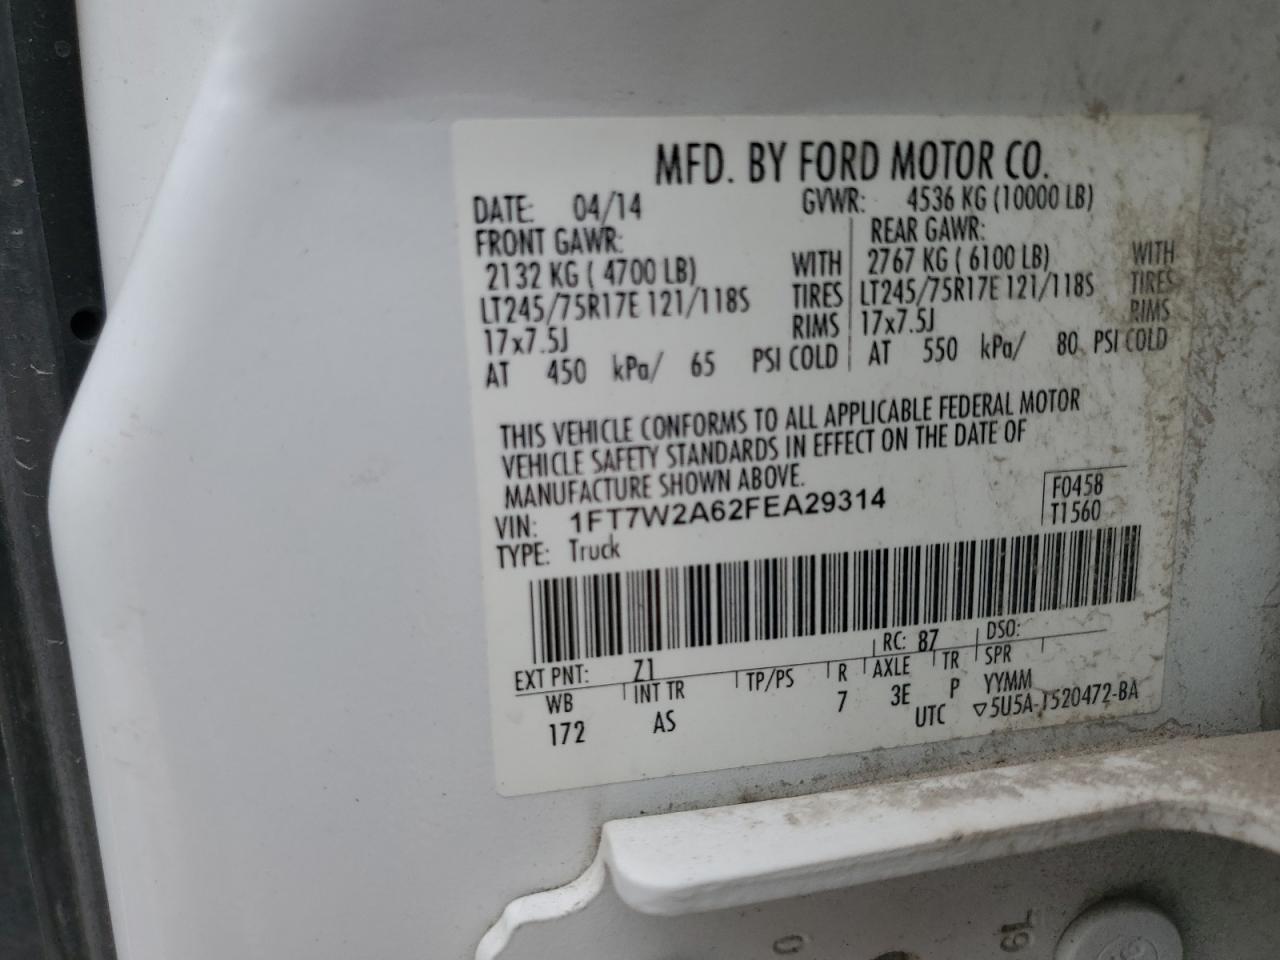 MFD. BY FORD MOTOR CO.
DATE: 04/14 GVWR: 4536 KG (10000 LB)
FRONT GAWR: REAR GAWR:
2132 KG ( 4700 LB) WITH 2767 KG ( 6100 LB) WITH
LT245/75R17E 121/118S TIRES LT245/75R17E 121/118S TIRES
17x7.5J RIMS 17x7.5J RIMS
AT 450 kPa/ 65 PSI COLD AT 550 kPa/ 80 PSI COLD
THIS VEHICLE CONFORMS TO ALL APPLICABLE FEDERAL MOTOR
VEHICLE SAFETY STANDARDS IN EFFECT ON THE DATE OF
MANUFACTURE SHOWN ABOVE.
VIN: 1FT7W2A62FEA29314 F0458
TYPE: Truck T1560
EXT PNT: Z1 RC: 87 DSO:
WB INT TR TP/PS R AXLE TR SPR
172 AS 7 3E P YYMM
UTC ▽5U5A-1520472-BA